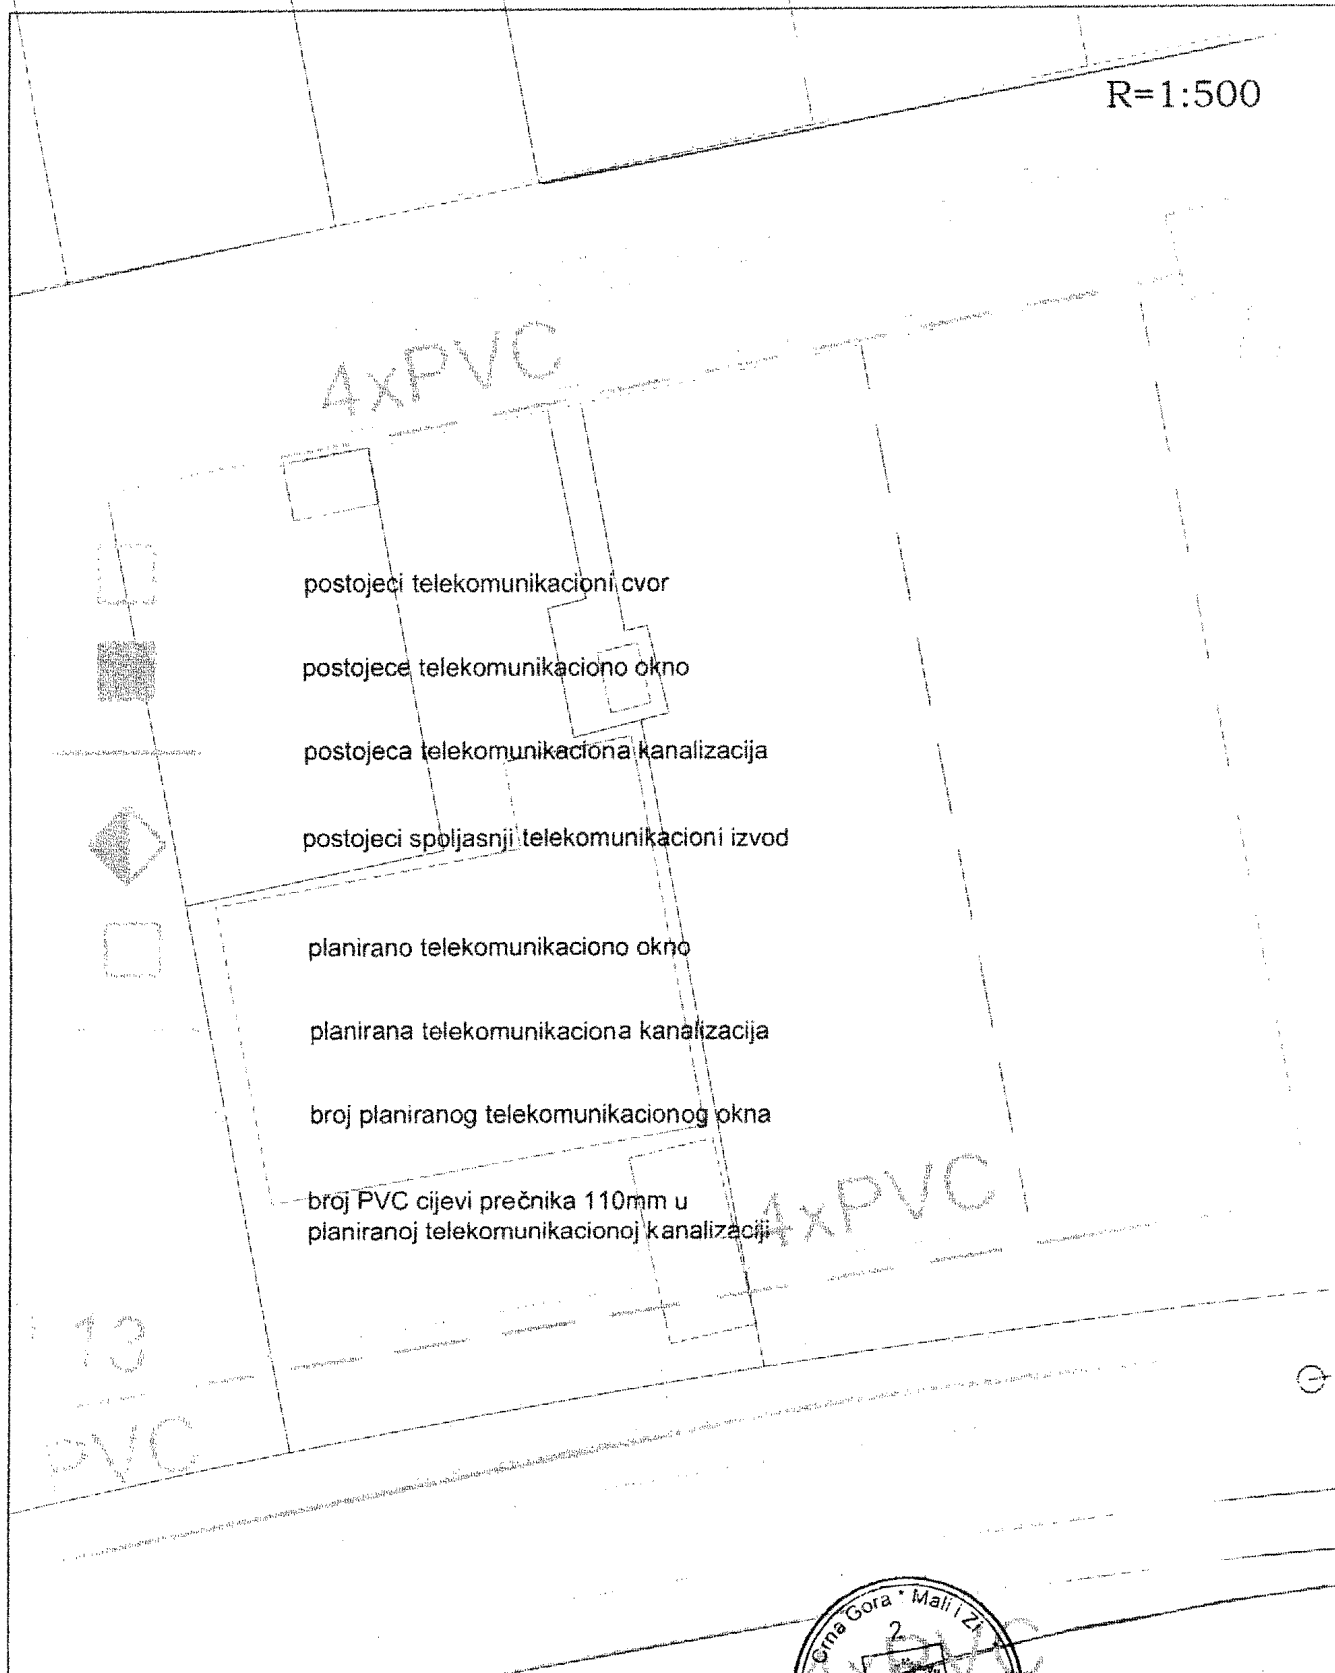 R=1:500
4xPVC
postojeci telekomunikacioni cvor
postojece telekomunikaciono okno
postojeca telekomunikaciona kanalizacija
postojeci spoljasnji telekomunikacioni izvod
planirano telekomunikaciono okno
planirana telekomunikaciona kanalizacija
broj planiranog telekomunikacionog okna
broj PVC cijevi prečnika 110mm u
planiranoj telekomunikacionoj kanalizaciji
4xPVC
13
PVC
Crna Gora * Mali i
2
xPVC